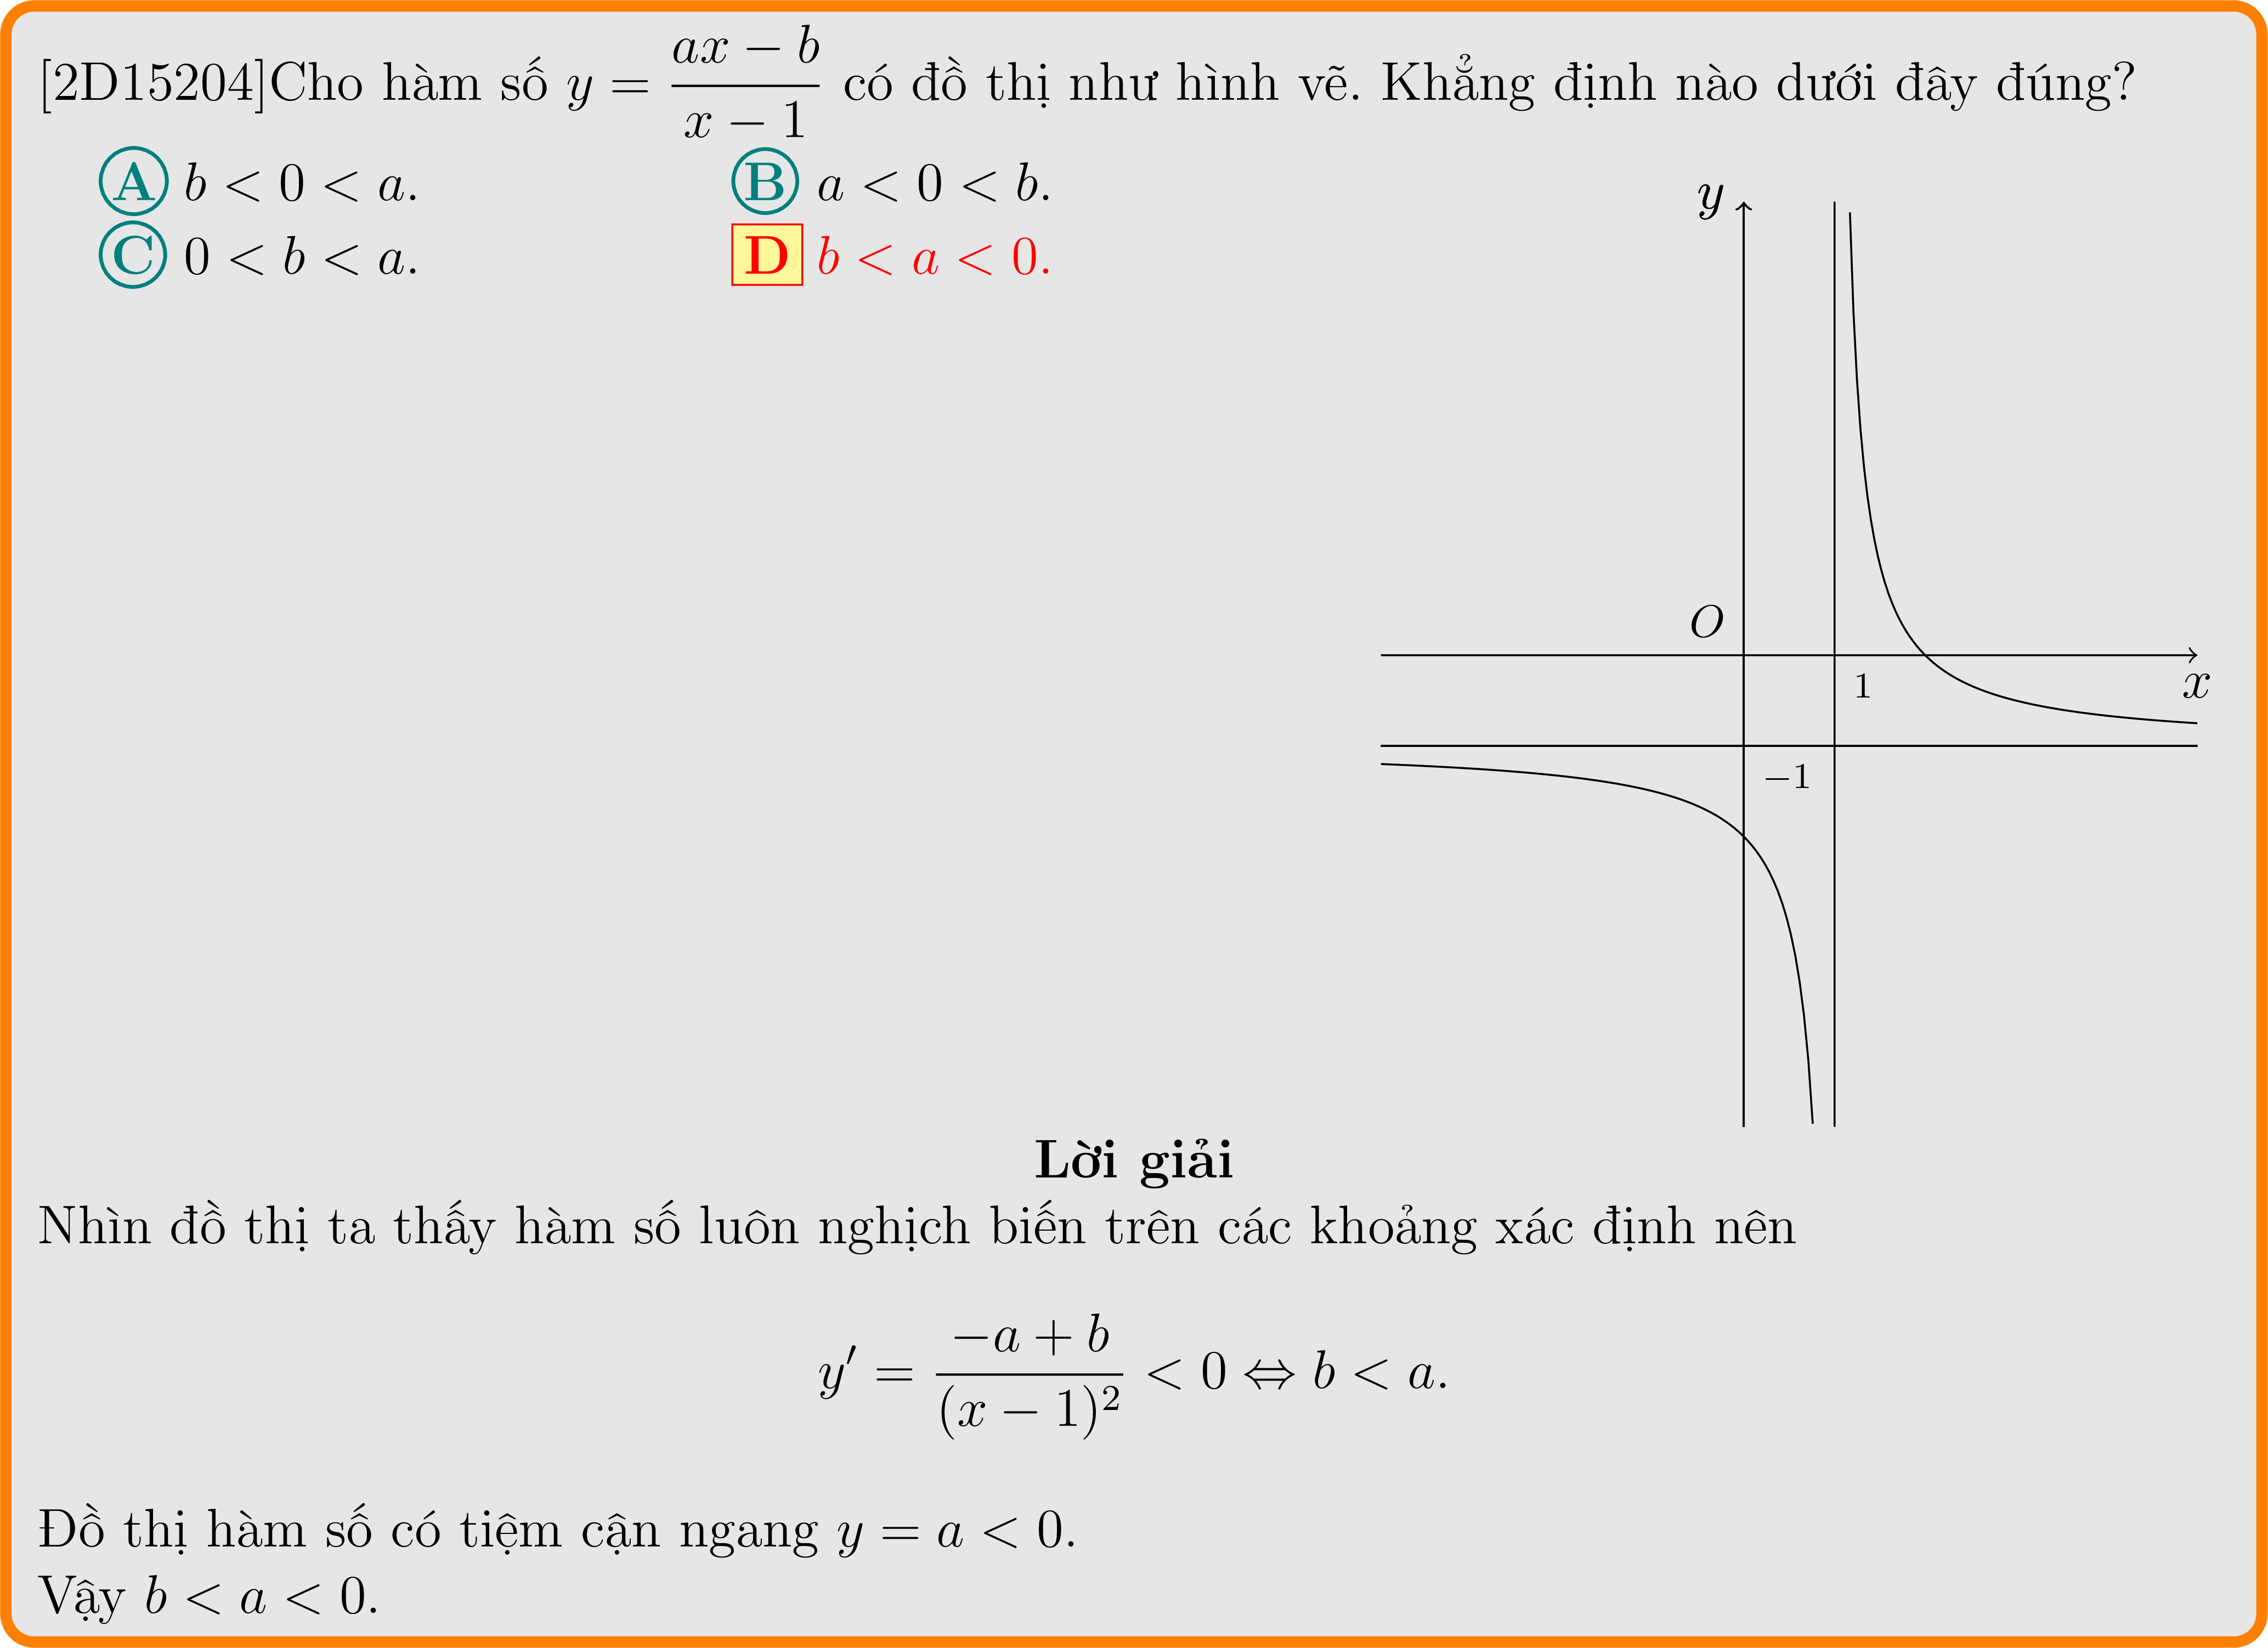 [2D15204]Cho hàm số y = \frac{ax − b}{x − 1} có đồ thị như hình vẽ. Khẳng định nào dưới đây đúng?
A b < 0 < a. B a < 0 < b.
C 0 < b < a. D b < a < 0.
y
O
1
x
−1
Lời giải
Nhìn đồ thị ta thấy hàm số luôn nghịch biến trên các khoảng xác định nên
y′ = \frac{−a + b}{(x − 1)²} < 0 ⇔ b < a.
Đồ thị hàm số có tiệm cận ngang y = a < 0.
Vậy b < a < 0.